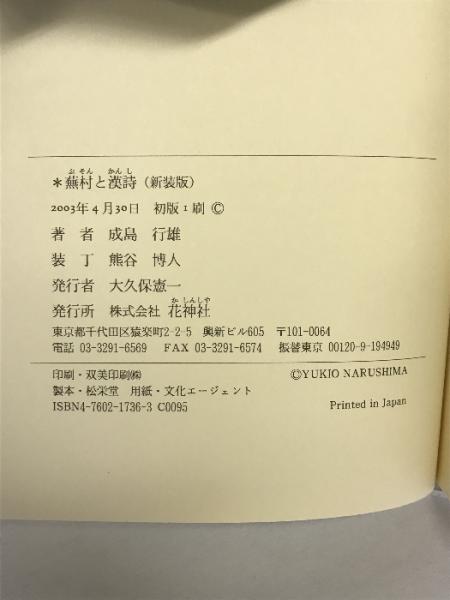 ぶそん かんし
＊蕪村と漢詩（新装版）
2003年4月30日 初版1刷 ©
著者 成島 行雄
装丁 熊谷 博人
発行者 大久保憲一
かしんしゃ
発行所 株式会社 花神社
東京都千代田区猿楽町2-2-5 興新ビル605 〒101-0064
電話 03-3291-6569 FAX 03-3291-6574 振替東京 00120-9-194949
印刷・双美印刷㈱
製本・松栄堂 用紙・文化エージェント
ISBN4-7602-1736-3 C0095
©YUKIO NARUSHIMA
Printed in Japan